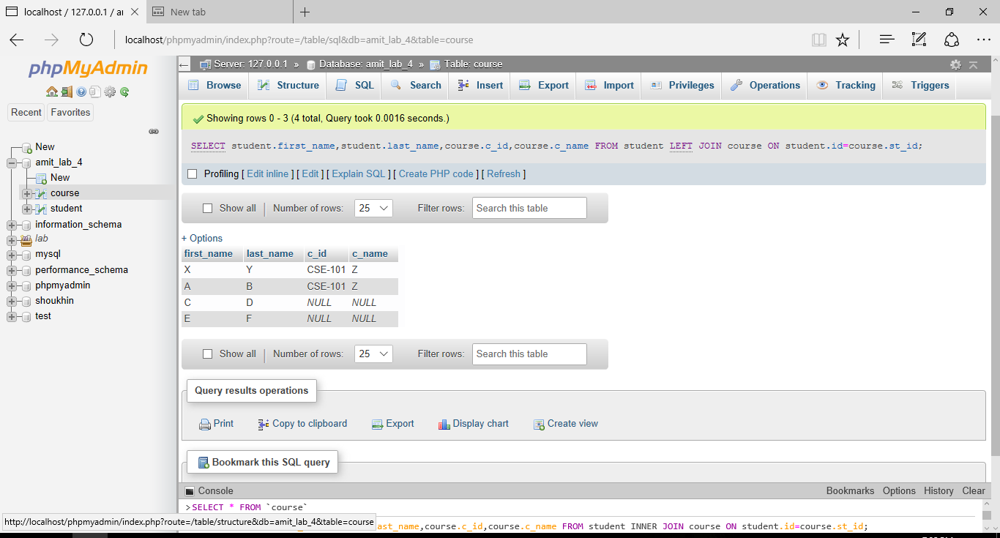 localhost / 127.0.0.1 / aı
New tab
localhost/phpmyadmin/index.php?route=/table/sql&db=amit_lab_4&table=course
phpMyAdmin
Recent Favorites
New
amit_lab_4
New
course
student
information_schema
lab
mysql
performance_schema
phpmyadmin
shoukhin
test
Server: 127.0.0.1 » Database: amit_lab_4 » Table: course
Browse Structure SQL Search Insert Export Import Privileges Operations Tracking Triggers
Showing rows 0 - 3 (4 total, Query took 0.0016 seconds.)
SELECT student.first_name,student.last_name,course.c_id,course.c_name FROM student LEFT JOIN course ON student.id=course.st_id;
Profiling [ Edit inline ] [ Edit ] [ Explain SQL ] [ Create PHP code ] [ Refresh ]
Show all | Number of rows: 25 Filter rows: Search this table
+ Options
first_name last_name c_id c_name
X Y CSE-101 Z
A B CSE-101 Z
C D NULL NULL
E F NULL NULL
Show all | Number of rows: 25 Filter rows: Search this table
Query results operations
Print Copy to clipboard Export Display chart Create view
Bookmark this SQL query
Console Bookmarks Options History Clear
>SELECT * FROM `course`
http://localhost/phpmyadmin/index.php?route=/table/structure&db=amit_lab_4&table=course
ast_name,course.c_id,course.c_name FROM student INNER JOIN course ON student.id=course.st_id;